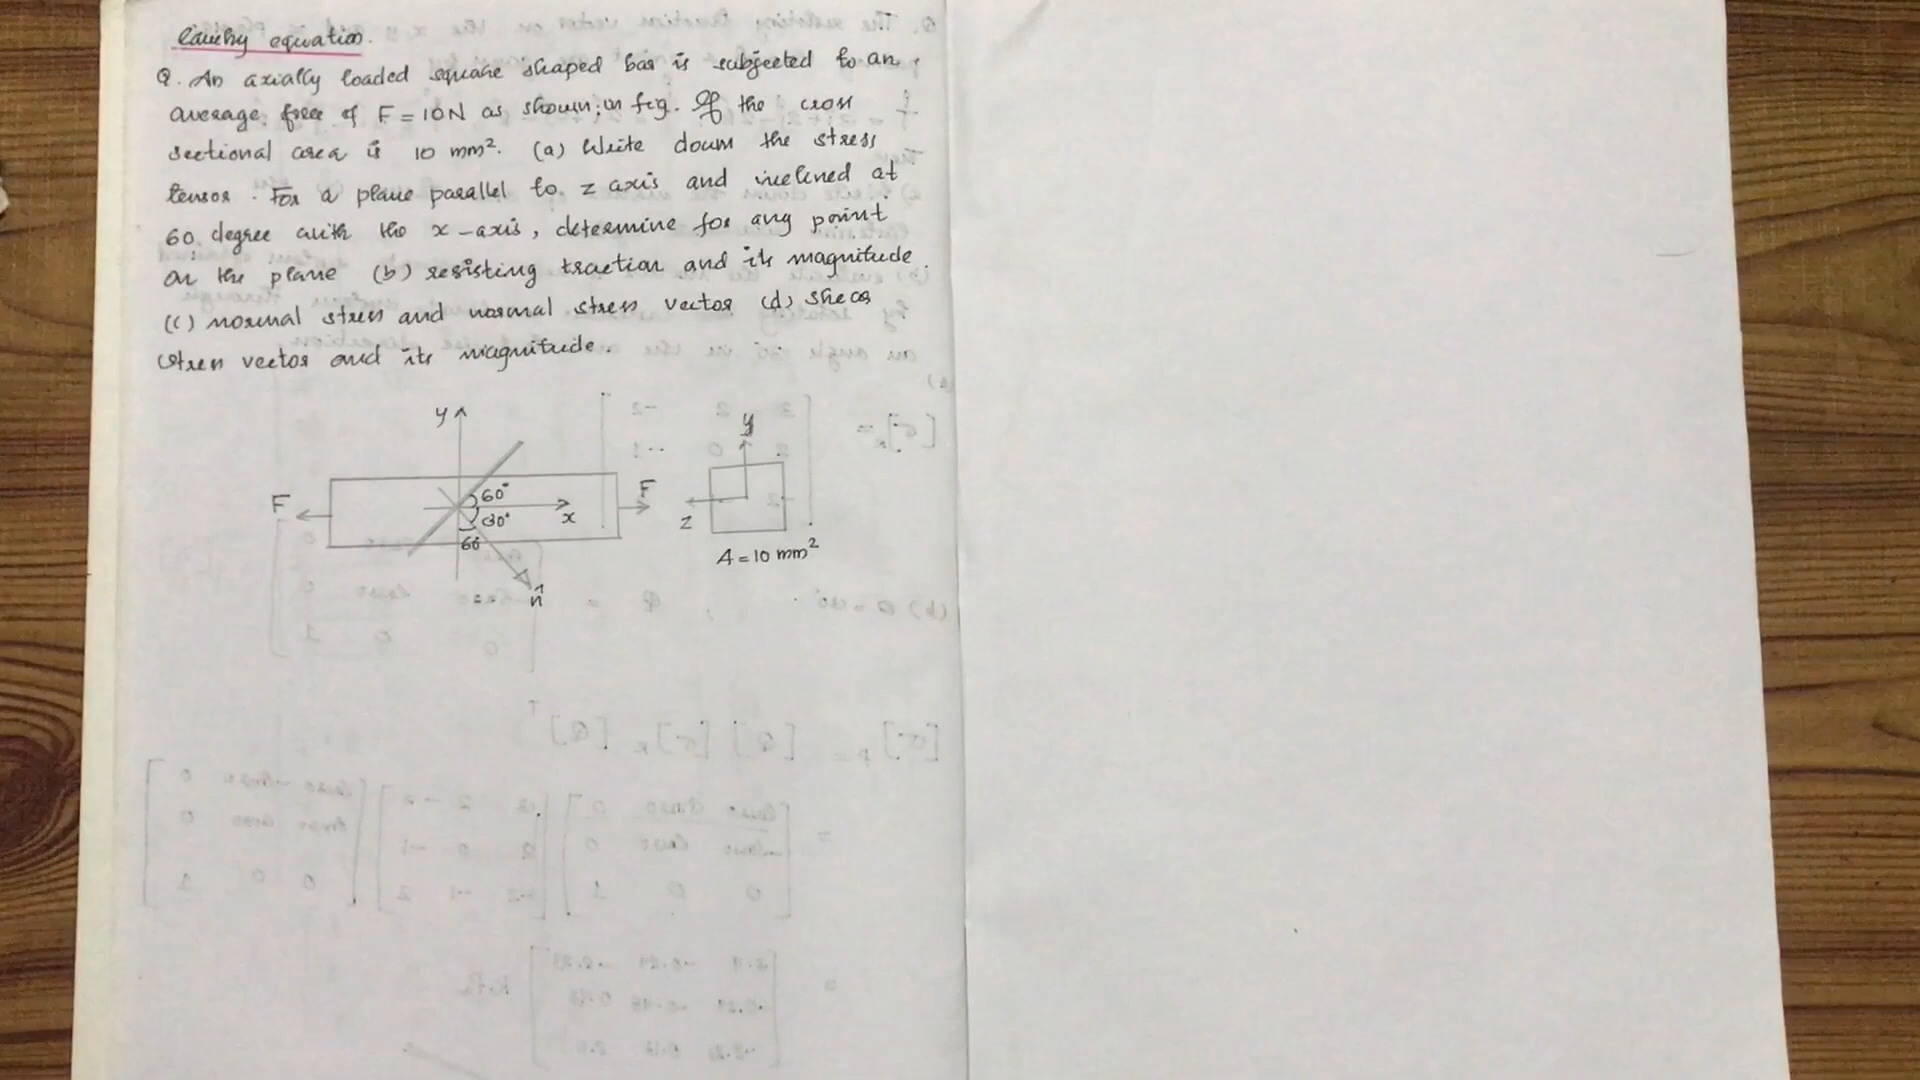 Cauchy equation.
Q. An axially loaded square shaped bar is subjected to an
average force of F = 10N as shown in fig. If the cross
sectional area is 10 mm². (a) Write down the stress
tensor. For a plane parallel to z axis and inclined at
60 degree with the x-axis, determine for any point
on the plane (b) resisting traction and its magnitude.
(c) normal stress and normal stress vector (d) shear
stress vector and its magnitude.
y
y
F
60°
x
F
30°
60
z
A = 10 mm²
n̂